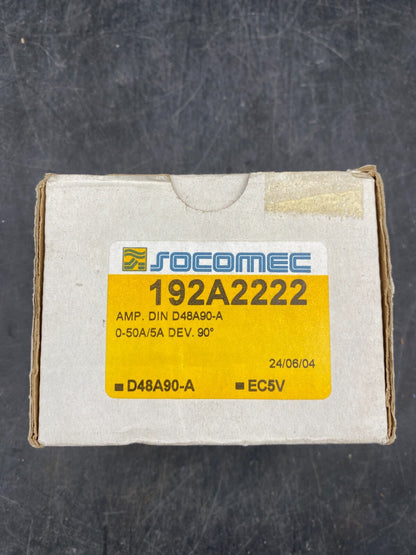 SOCOMEC
192A2222
AMP. DIN D48A90-A
0-50A/5A DEV. 90°
24/06/04
D48A90-A EC5V